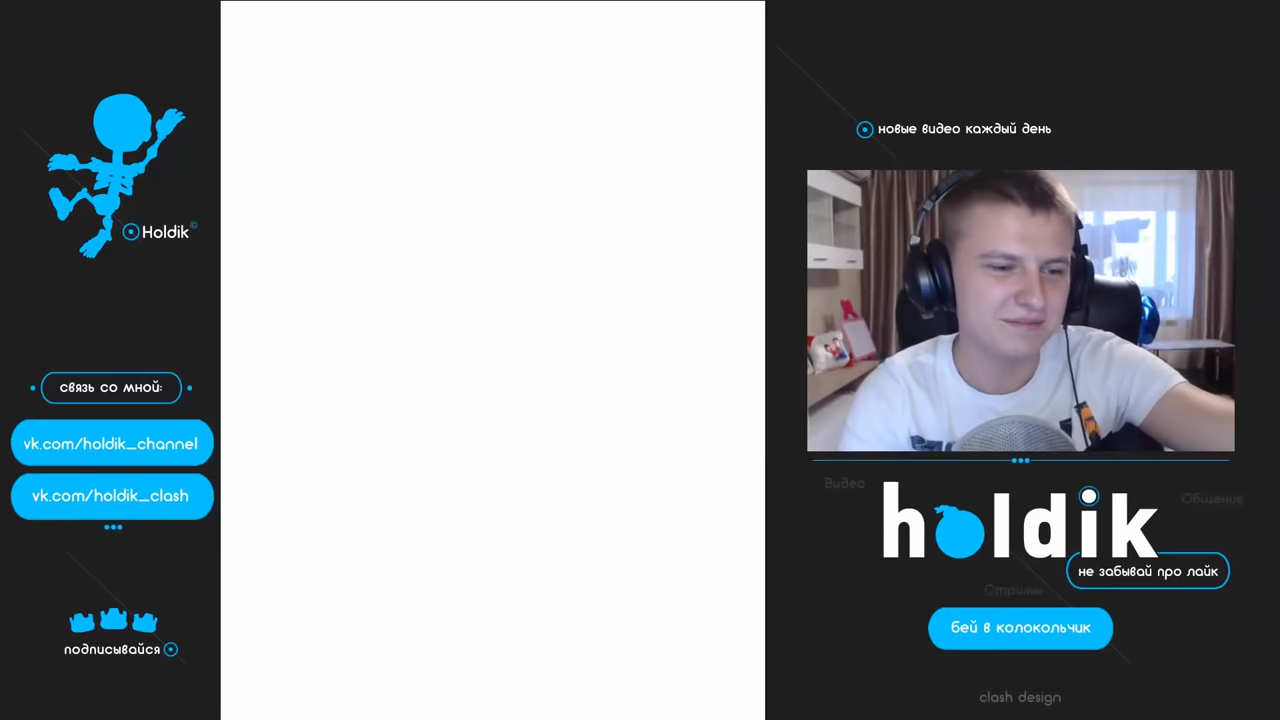 Holdik©
связь со мной:
vk.com/holdik_channel
vk.com/holdik_clash
подписывайся
новые видео каждый день
Видео
Общение
holdik
не забывай про лайк
Стримы
бей в колокольчик
clash design